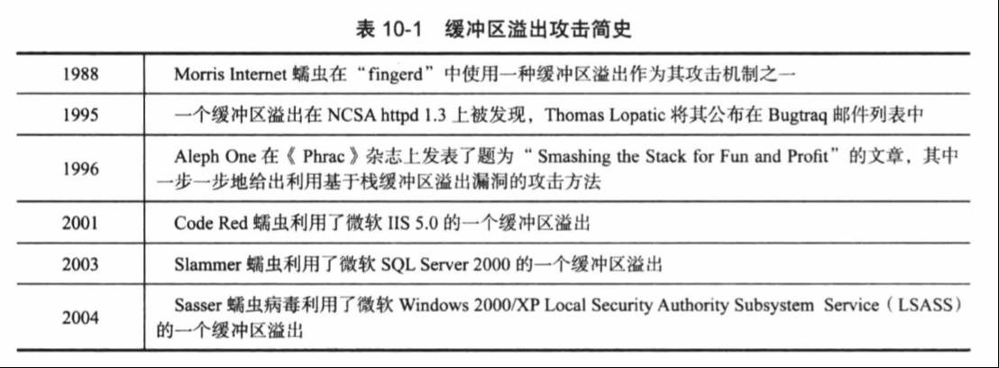 表 10-1 缓冲区溢出攻击简史
1988 Morris Internet 蠕虫在“fingerd”中使用一种缓冲区溢出作为其攻击机制之一
1995 一个缓冲区溢出在 NCSA httpd 1.3 上被发现，Thomas Lopatic 将其公布在 Bugtraq 邮件列表中
1996 Aleph One 在《 Phrac 》杂志上发表了题为“ Smashing the Stack for Fun and Profit”的文章，其中
一步一步地给出利用基于栈缓冲区溢出漏洞的攻击方法
2001 Code Red 蠕虫利用了微软 IIS 5.0 的一个缓冲区溢出
2003 Slammer 蠕虫利用了微软 SQL Server 2000 的一个缓冲区溢出
2004 Sasser 蠕虫病毒利用了微软 Windows 2000/XP Local Security Authority Subsystem Service（LSASS）
的一个缓冲区溢出